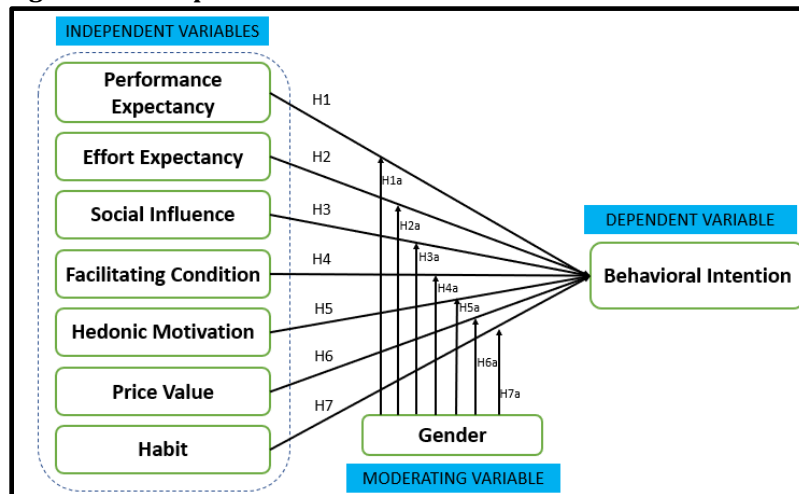 INDEPENDENT VARIABLES
Performance
Expectancy
Effort Expectancy
Social Influence
Facilitating Condition
Hedonic Motivation
Price Value
Habit
H1
H2
H3
H4
H5
H6
H7
H1a
H2a
H3a
H4a
H5a
H6a
H7a
Gender
MODERATING VARIABLE
DEPENDENT VARIABLE
Behavioral Intention